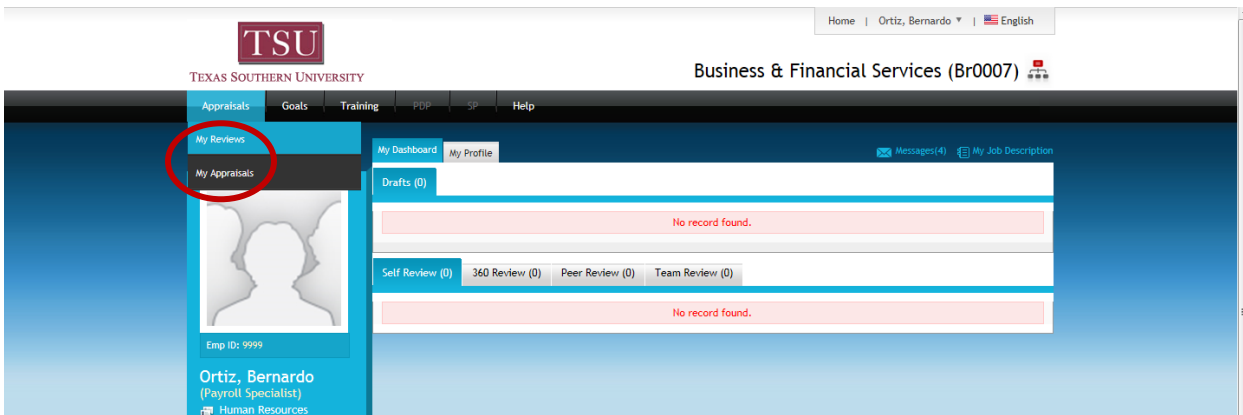 Home | Ortiz, Bernardo ▼ | English
TSU
TEXAS SOUTHERN UNIVERSITY
Business & Financial Services (Br0007)
Appraisals Goals Training PDP SP Help
My Reviews
My Appraisals
My Dashboard My Profile Messages(4) My Job Description
Drafts (0)
No record found.
Self Review (0) 360 Review (0) Peer Review (0) Team Review (0)
No record found.
Emp ID: 9999
Ortiz, Bernardo
(Payroll Specialist)
Human Resources